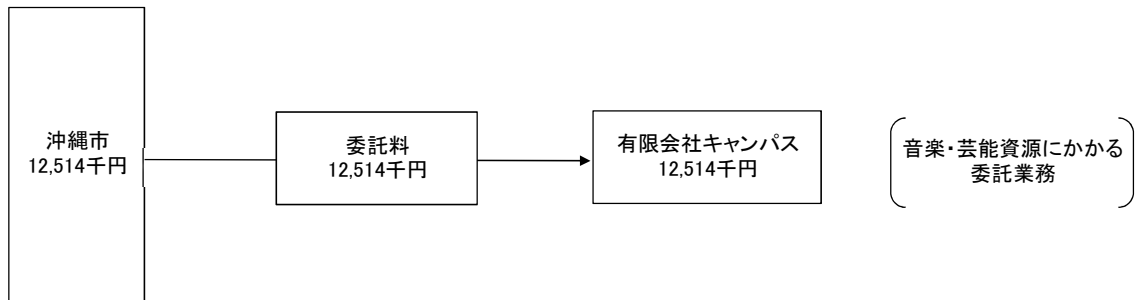 沖縄市
12,514千円
委託料
12,514千円
有限会社キャンパス
12,514千円
音楽・芸能資源にかかる
委託業務